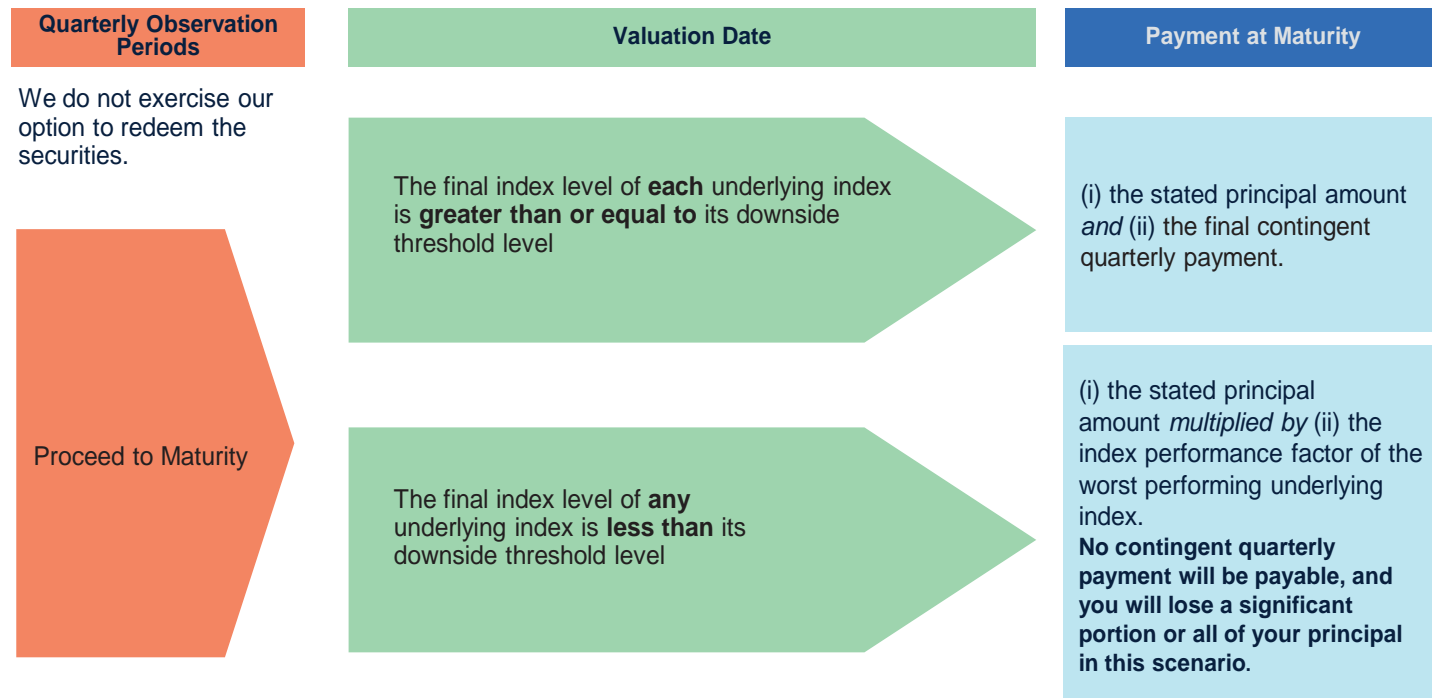 Quarterly Observation
Periods
Valuation Date
Payment at Maturity
We do not exercise our
option to redeem the
securities.
Proceed to Maturity
The final index level of each underlying index
is greater than or equal to its downside
threshold level
(i) the stated principal amount
and (ii) the final contingent
quarterly payment.
The final index level of any
underlying index is less than its
downside threshold level
(i) the stated principal
amount multiplied by (ii) the
index performance factor of the
worst performing underlying
index.
No contingent quarterly
payment will be payable, and
you will lose a significant
portion or all of your principal
in this scenario.